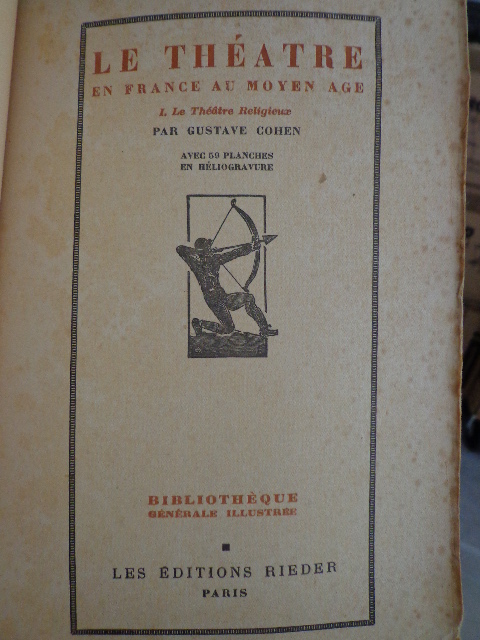 LE THÉATRE
EN FRANCE AU MOYEN AGE
I. Le Théâtre Religieux
PAR GUSTAVE COHEN
AVEC 59 PLANCHES
EN HÉLIOGRAVURE
BIBLIOTHÈQUE
GÉNÉRALE ILLUSTRÉE
LES ÉDITIONS RIEDER
PARIS